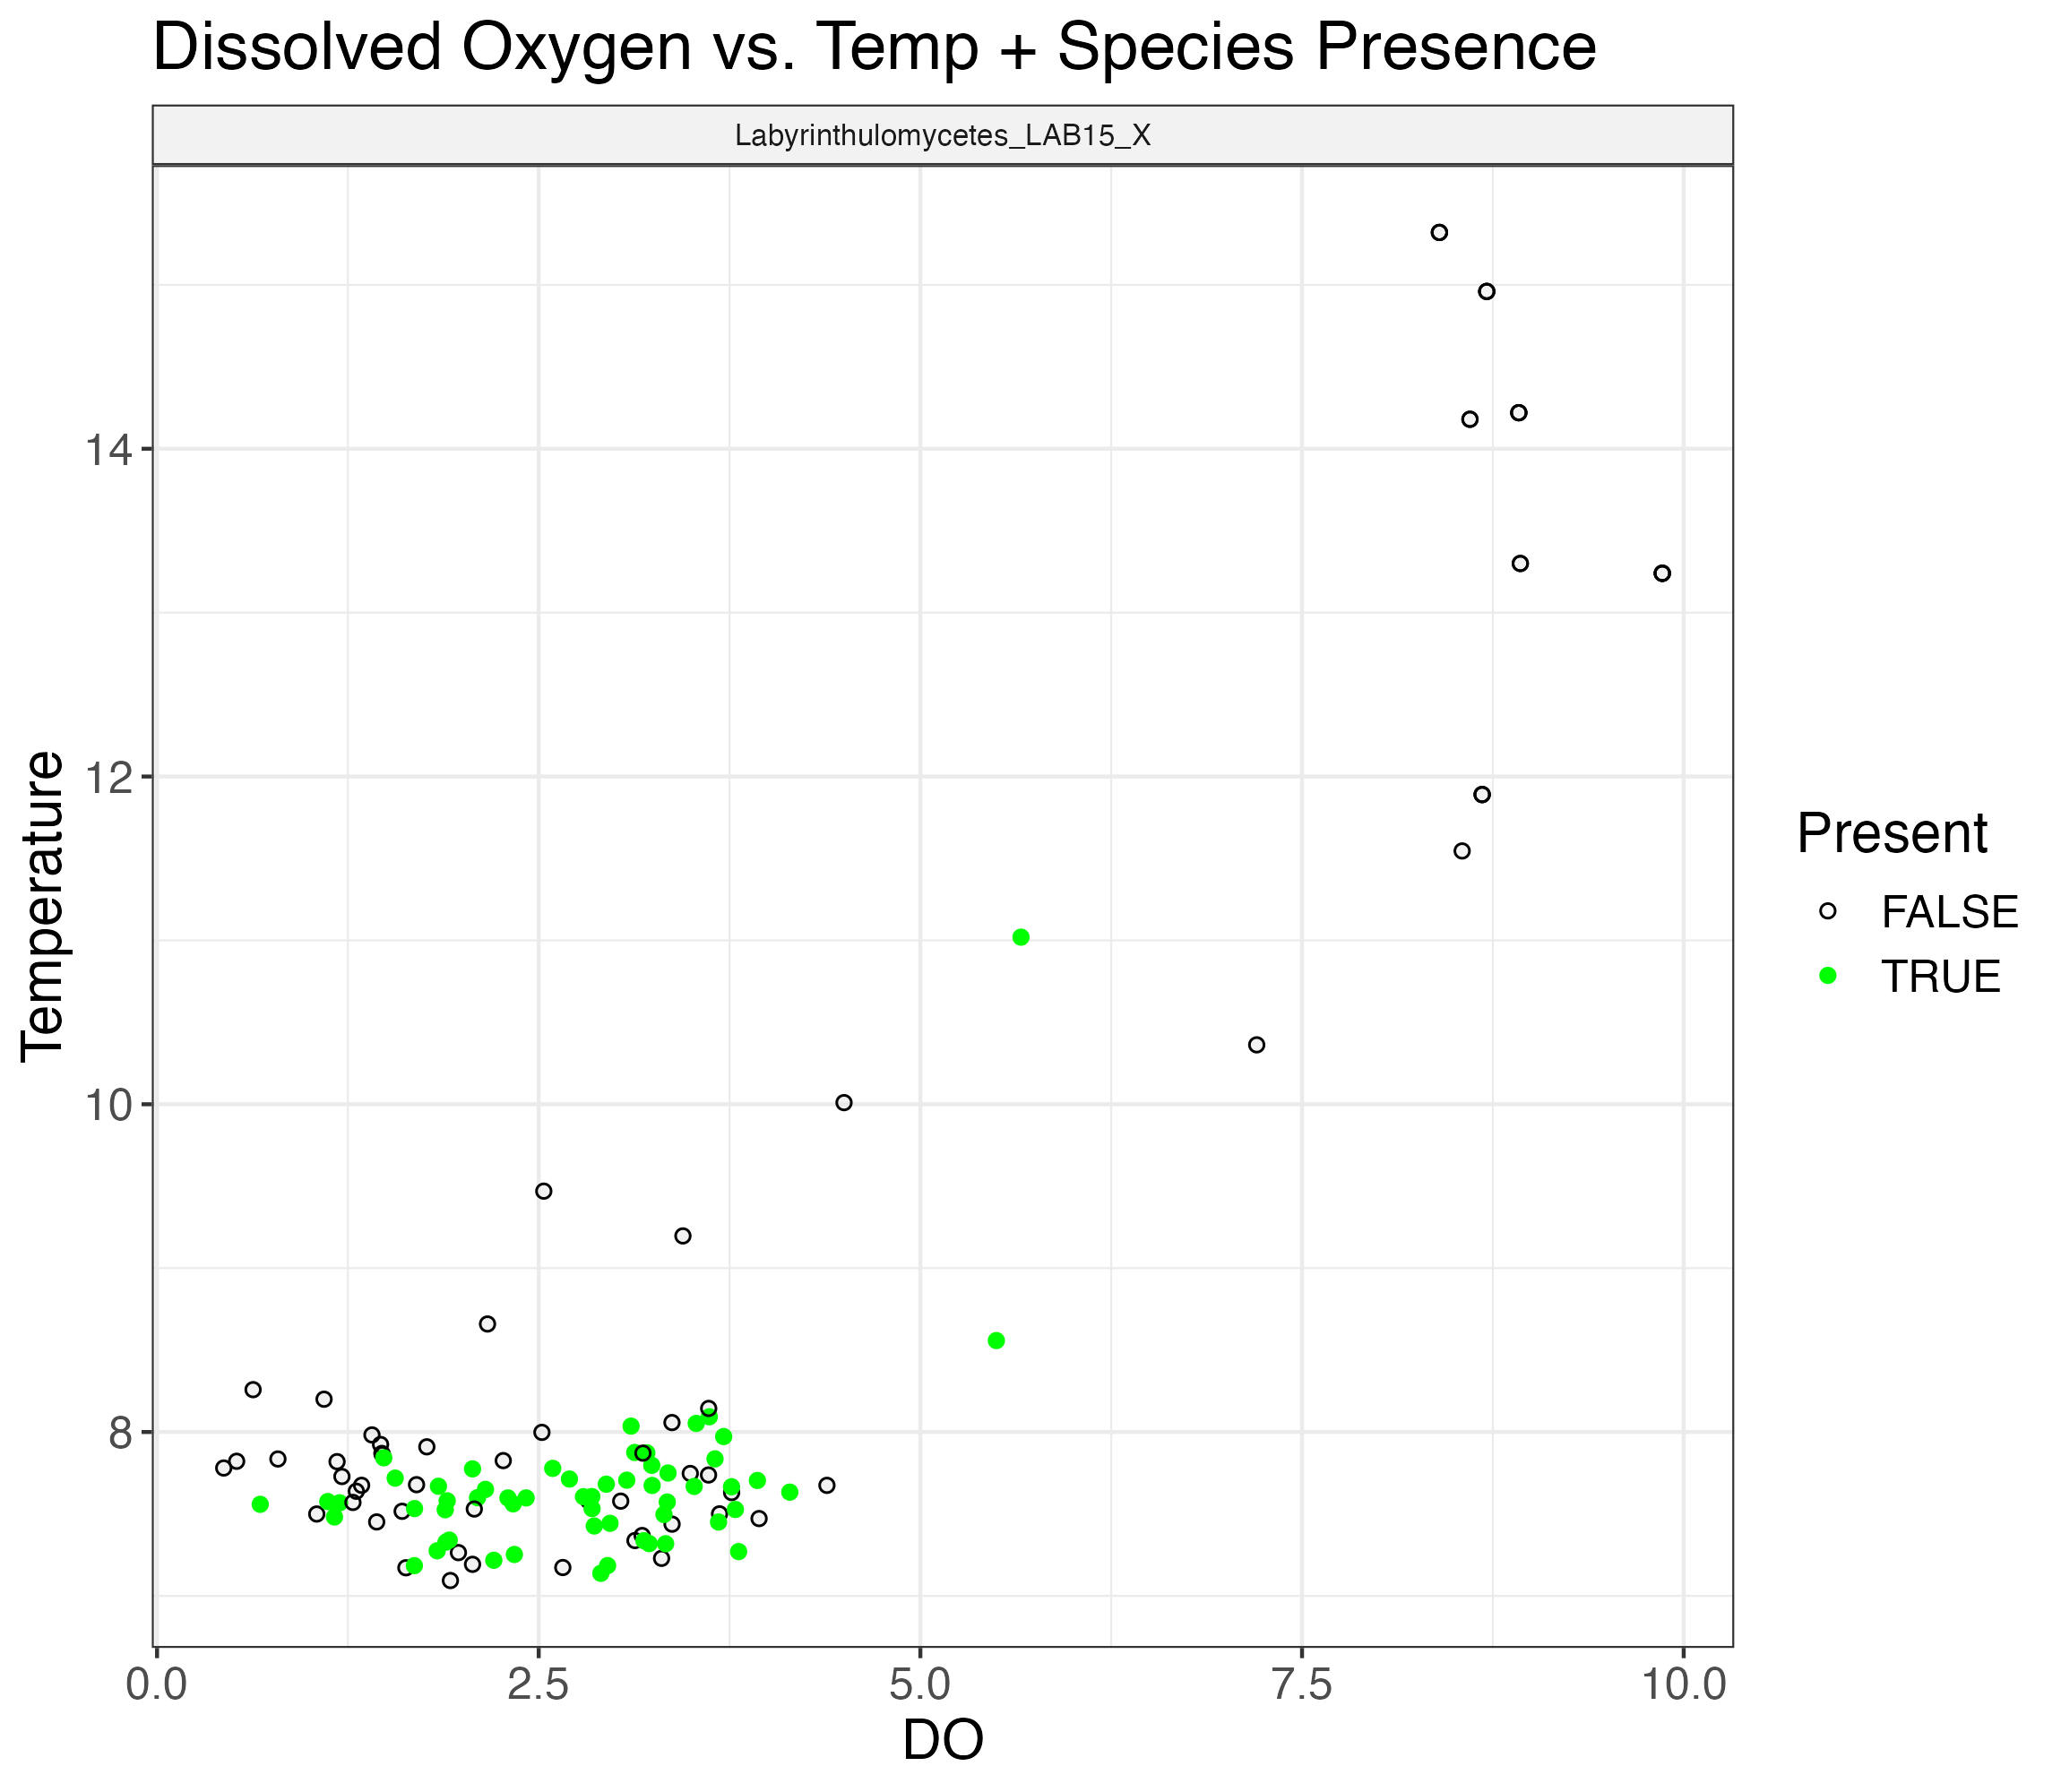 Dissolved Oxygen vs. Temp + Species Presence
Labyrinthulomycetes_LAB15_X
14
12
10
8
Temperature
0.0 2.5 5.0 7.5 10.0
DO
Present
FALSE
TRUE